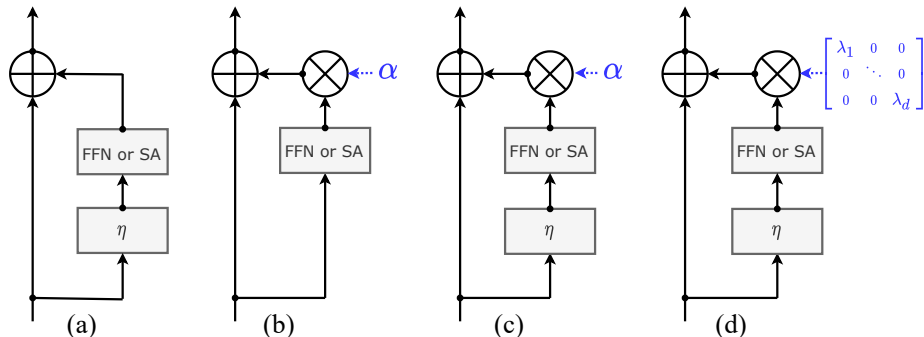 α
α
λ₁ 0 0
0 ⋱ 0
0 0 λ_d
FFN or SA
FFN or SA
FFN or SA
FFN or SA
η
η
η
(a)
(b)
(c)
(d)